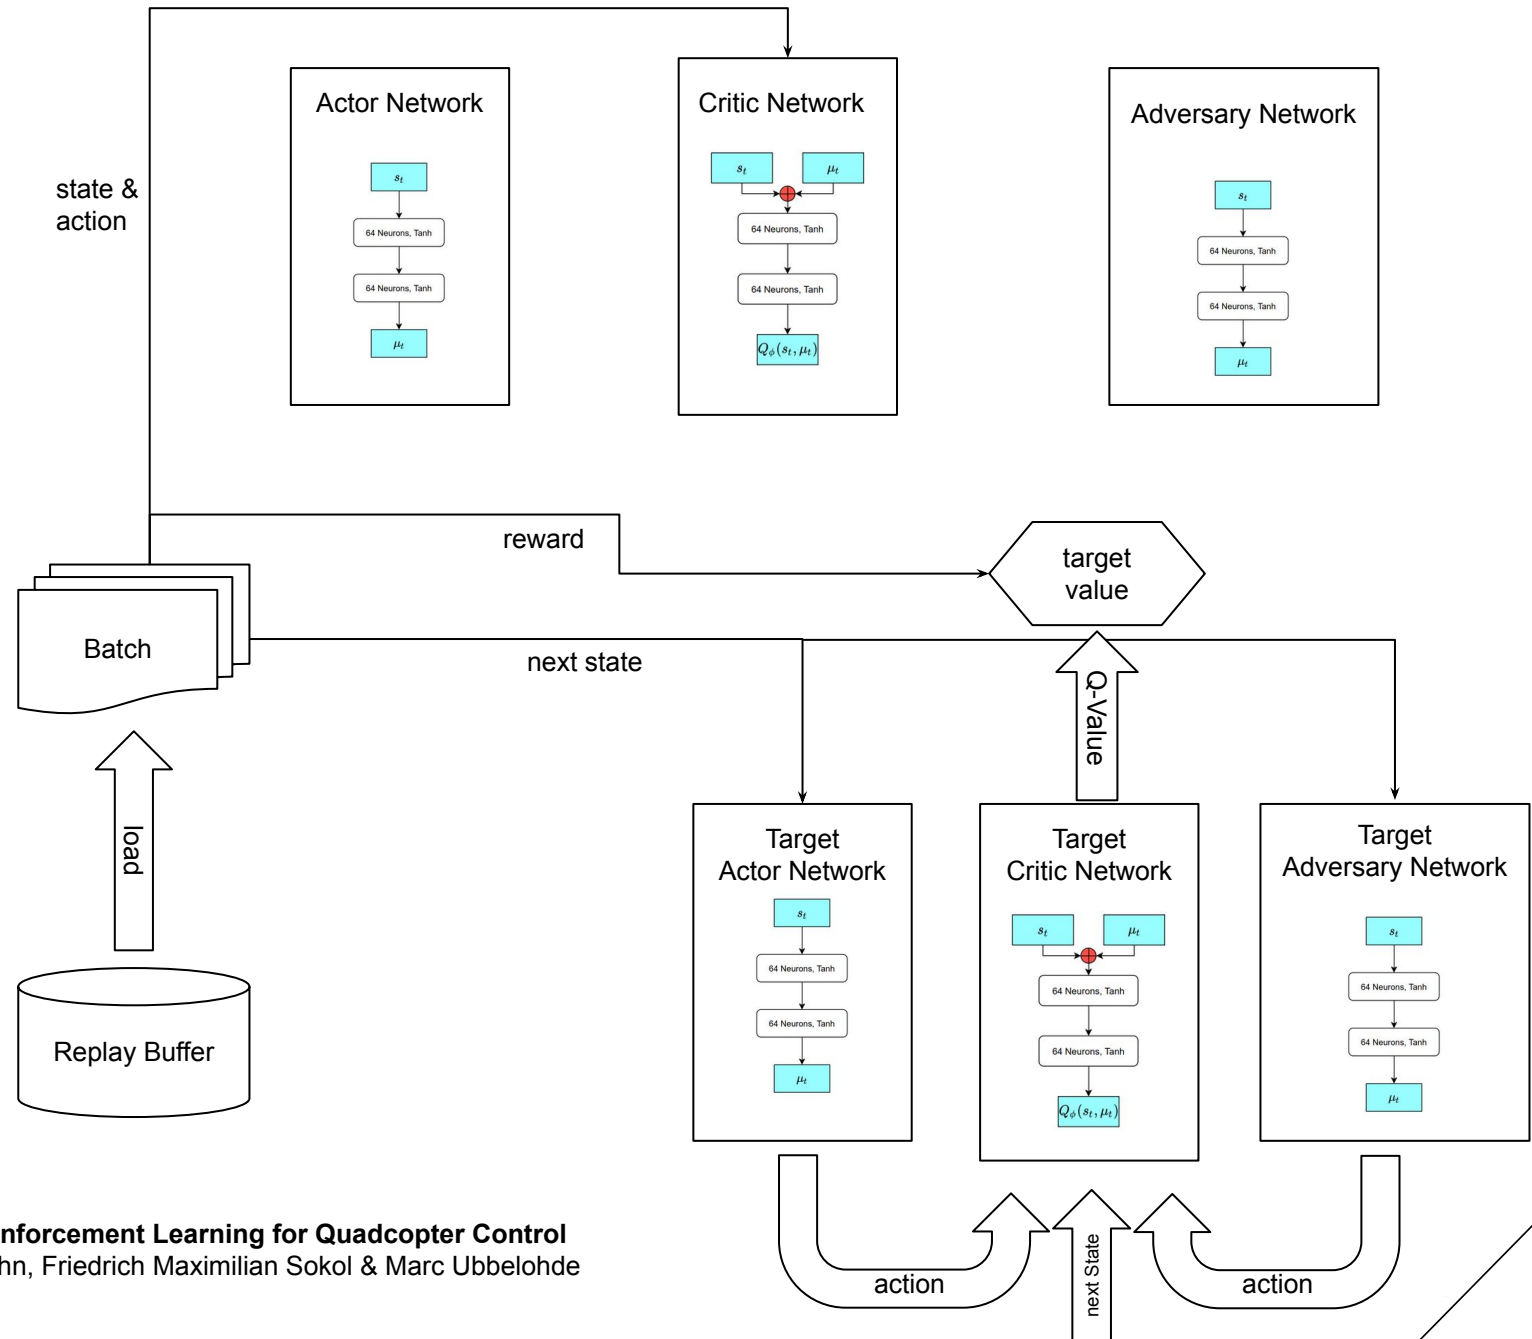 Actor Network
s_t
64 Neurons, Tanh
64 Neurons, Tanh
μ_t
Critic Network
s_t
μ_t
64 Neurons, Tanh
64 Neurons, Tanh
Q_ϕ(s_t, μ_t)
Adversary Network
s_t
64 Neurons, Tanh
64 Neurons, Tanh
μ_t
state &
action
reward
target
value
Batch
next state
Q-Value
load
Replay Buffer
Target
Actor Network
s_t
64 Neurons, Tanh
64 Neurons, Tanh
μ_t
Target
Critic Network
s_t
μ_t
64 Neurons, Tanh
64 Neurons, Tanh
Q_ϕ(s_t, μ_t)
Target
Adversary Network
s_t
64 Neurons, Tanh
64 Neurons, Tanh
μ_t
action
next State
action
nforcement Learning for Quadcopter Control
hn, Friedrich Maximilian Sokol & Marc Ubbelohde